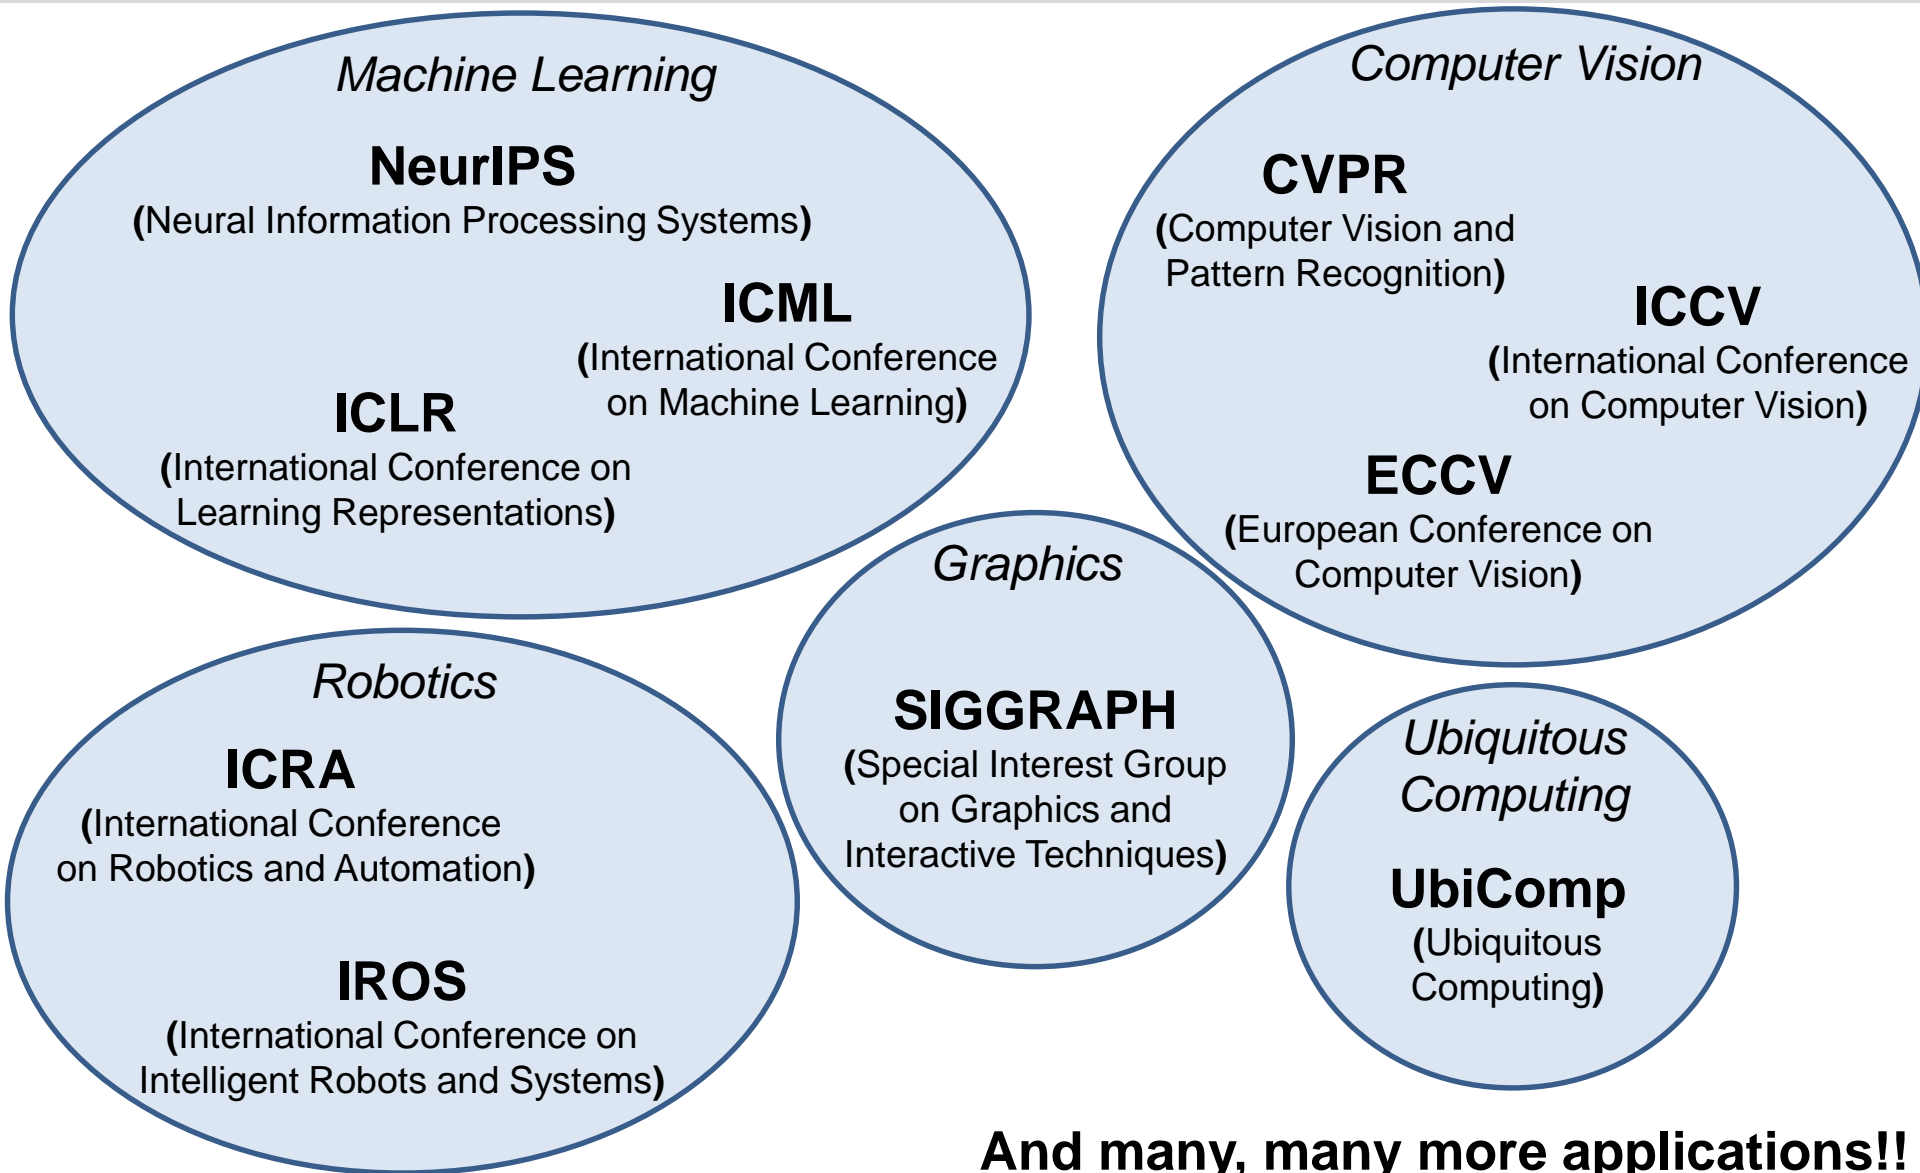 Machine Learning
NeurIPS
(Neural Information Processing Systems)
ICML
(International Conference
on Machine Learning)
ICLR
(International Conference on
Learning Representations)
Computer Vision
CVPR
(Computer Vision and
Pattern Recognition)
ICCV
(International Conference
on Computer Vision)
ECCV
(European Conference on
Computer Vision)
Graphics
SIGGRAPH
(Special Interest Group
on Graphics and
Interactive Techniques)
Robotics
ICRA
(International Conference
on Robotics and Automation)
IROS
(International Conference on
Intelligent Robots and Systems)
Ubiquitous
Computing
UbiComp
(Ubiquitous
Computing)
And many, many more applications!!